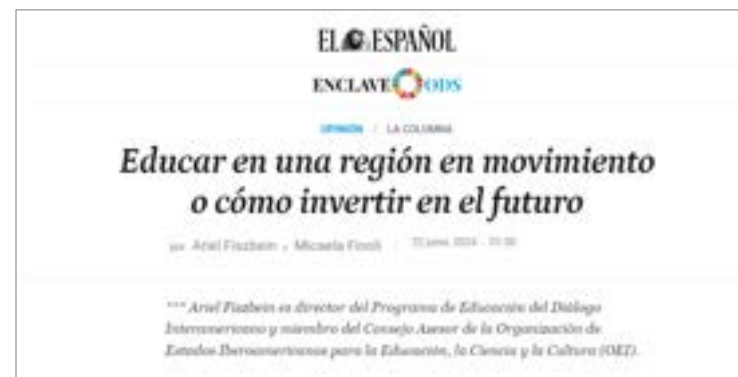 EL ESPAÑOL
ENCLAVE ODS
OPINIÓN / LA COLUMNA
Educar en una región en movimiento
o cómo invertir en el futuro
por Ariel Fiszbein y Micaela Finoli
*** Ariel Fiszbein es director del Programa de Educación del Diálogo
Interamericano y miembro del Consejo Asesor de la Organización de
Estados Iberoamericanos para la Educación, la Ciencia y la Cultura (OEI).